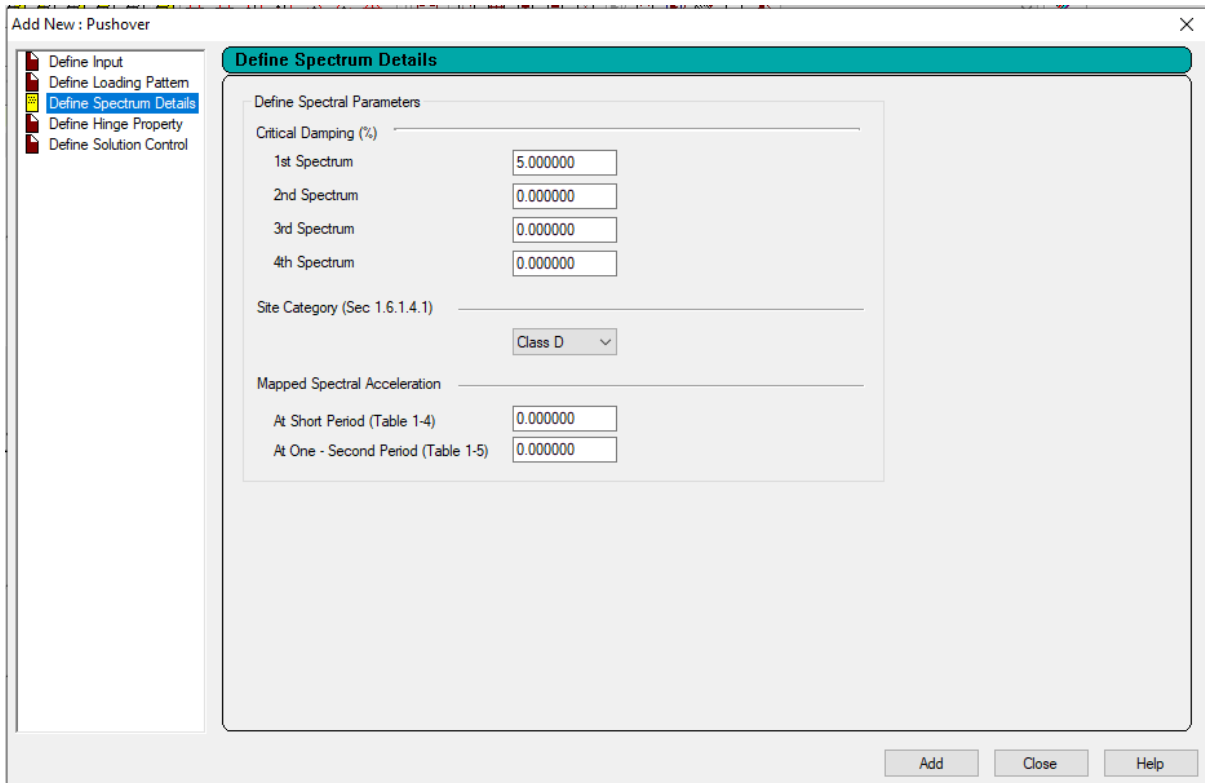 Add New : Pushover
Define Input
Define Loading Pattern
Define Spectrum Details
Define Hinge Property
Define Solution Control
Define Spectrum Details
Define Spectral Parameters
Critical Damping (%)
1st Spectrum 5.000000
2nd Spectrum 0.000000
3rd Spectrum 0.000000
4th Spectrum 0.000000
Site Category (Sec 1.6.1.4.1)
Class D
Mapped Spectral Acceleration
At Short Period (Table 1-4) 0.000000
At One - Second Period (Table 1-5) 0.000000
Add Close Help